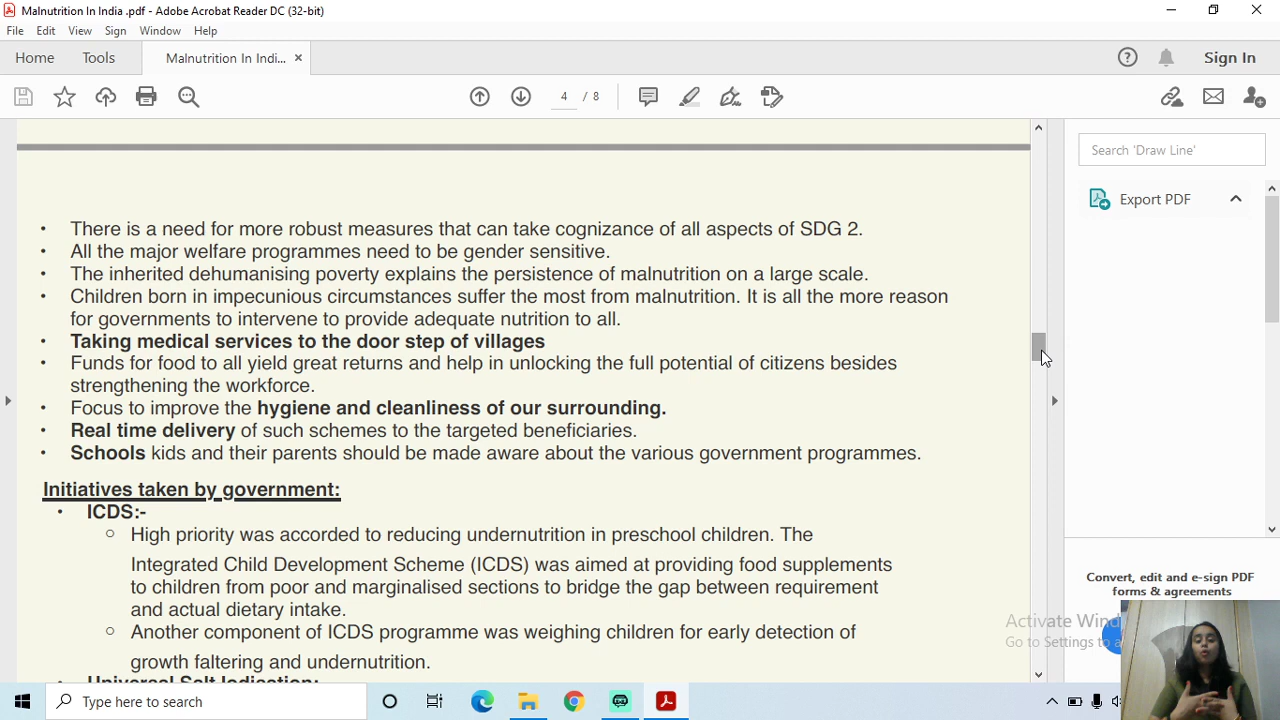 Malnutrition In India .pdf - Adobe Acrobat Reader DC (32-bit)
File Edit View Sign Window Help
Home Tools Malnutrition In Indi... × Sign In
4 / 8
Search 'Draw Line'
Export PDF
• There is a need for more robust measures that can take cognizance of all aspects of SDG 2.
• All the major welfare programmes need to be gender sensitive.
• The inherited dehumanising poverty explains the persistence of malnutrition on a large scale.
• Children born in impecunious circumstances suffer the most from malnutrition. It is all the more reason
for governments to intervene to provide adequate nutrition to all.
• Taking medical services to the door step of villages
• Funds for food to all yield great returns and help in unlocking the full potential of citizens besides
strengthening the workforce.
• Focus to improve the hygiene and cleanliness of our surrounding.
• Real time delivery of such schemes to the targeted beneficiaries.
• Schools kids and their parents should be made aware about the various government programmes.
Initiatives taken by government:
• ICDS:-
○ High priority was accorded to reducing undernutrition in preschool children. The
Integrated Child Development Scheme (ICDS) was aimed at providing food supplements
to children from poor and marginalised sections to bridge the gap between requirement
and actual dietary intake.
○ Another component of ICDS programme was weighing children for early detection of
growth faltering and undernutrition.
• Universal Salt Iodisation:
Convert, edit and e-sign PDF
forms & agreements
Activate Wind
Go to Settings to a
Type here to search